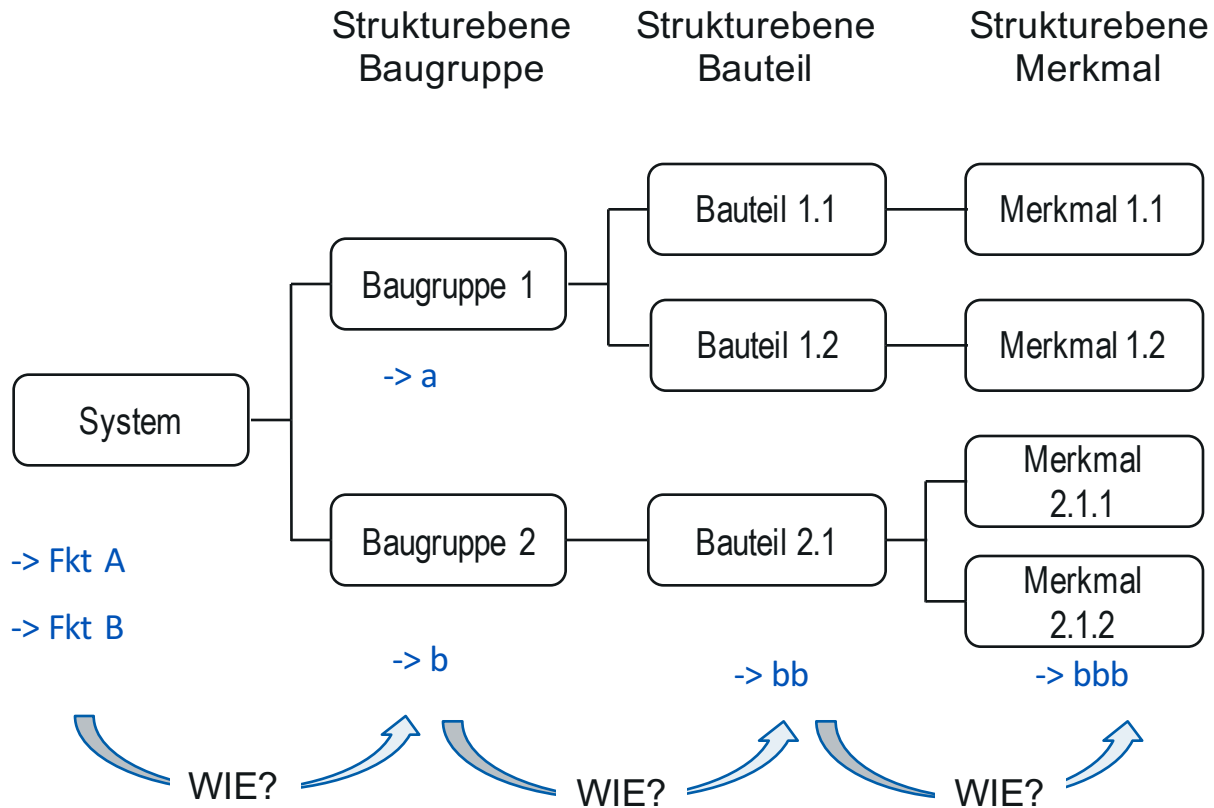 Strukturebene
Baugruppe
Strukturebene
Bauteil
Strukturebene
Merkmal
Bauteil 1.1
Merkmal 1.1
Baugruppe 1
Bauteil 1.2
Merkmal 1.2
-> a
System
Merkmal
2.1.1
Baugruppe 2
Bauteil 2.1
-> Fkt A
Merkmal
2.1.2
-> Fkt B
-> b
-> bb
-> bbb
WIE?
WIE?
WIE?